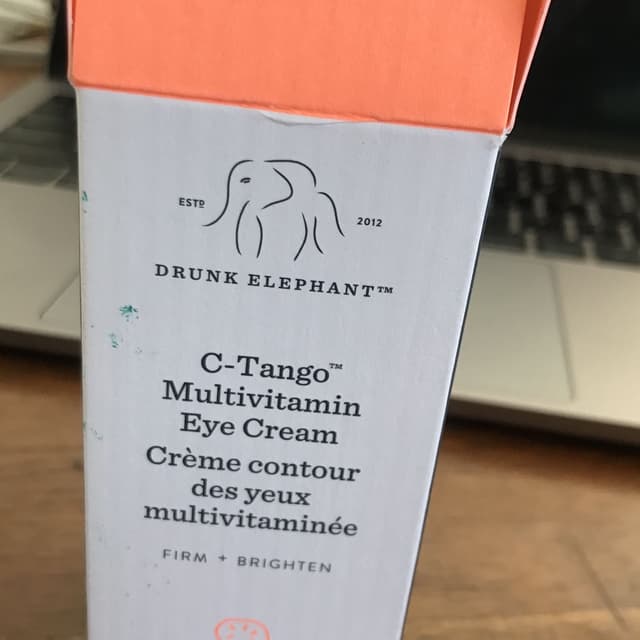 ESTD 2012
DRUNK ELEPHANT™
C-Tango™
Multivitamin
Eye Cream
Crème contour
des yeux
multivitaminée
FIRM + BRIGHTEN